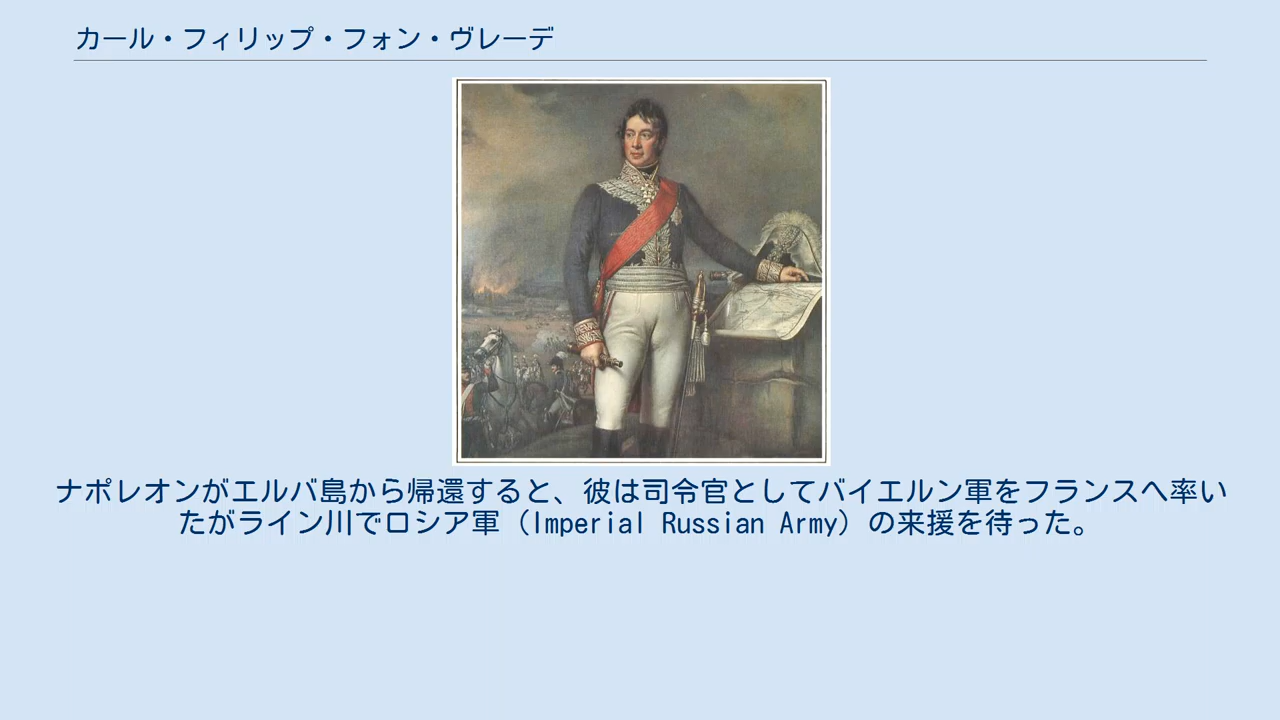 カール・フィリップ・フォン・ヴレーデ
ナポレオンがエルバ島から帰還すると、彼は司令官としてバイエルン軍をフランスへ率い
たがライン川でロシア軍（Imperial Russian Army）の来援を待った。